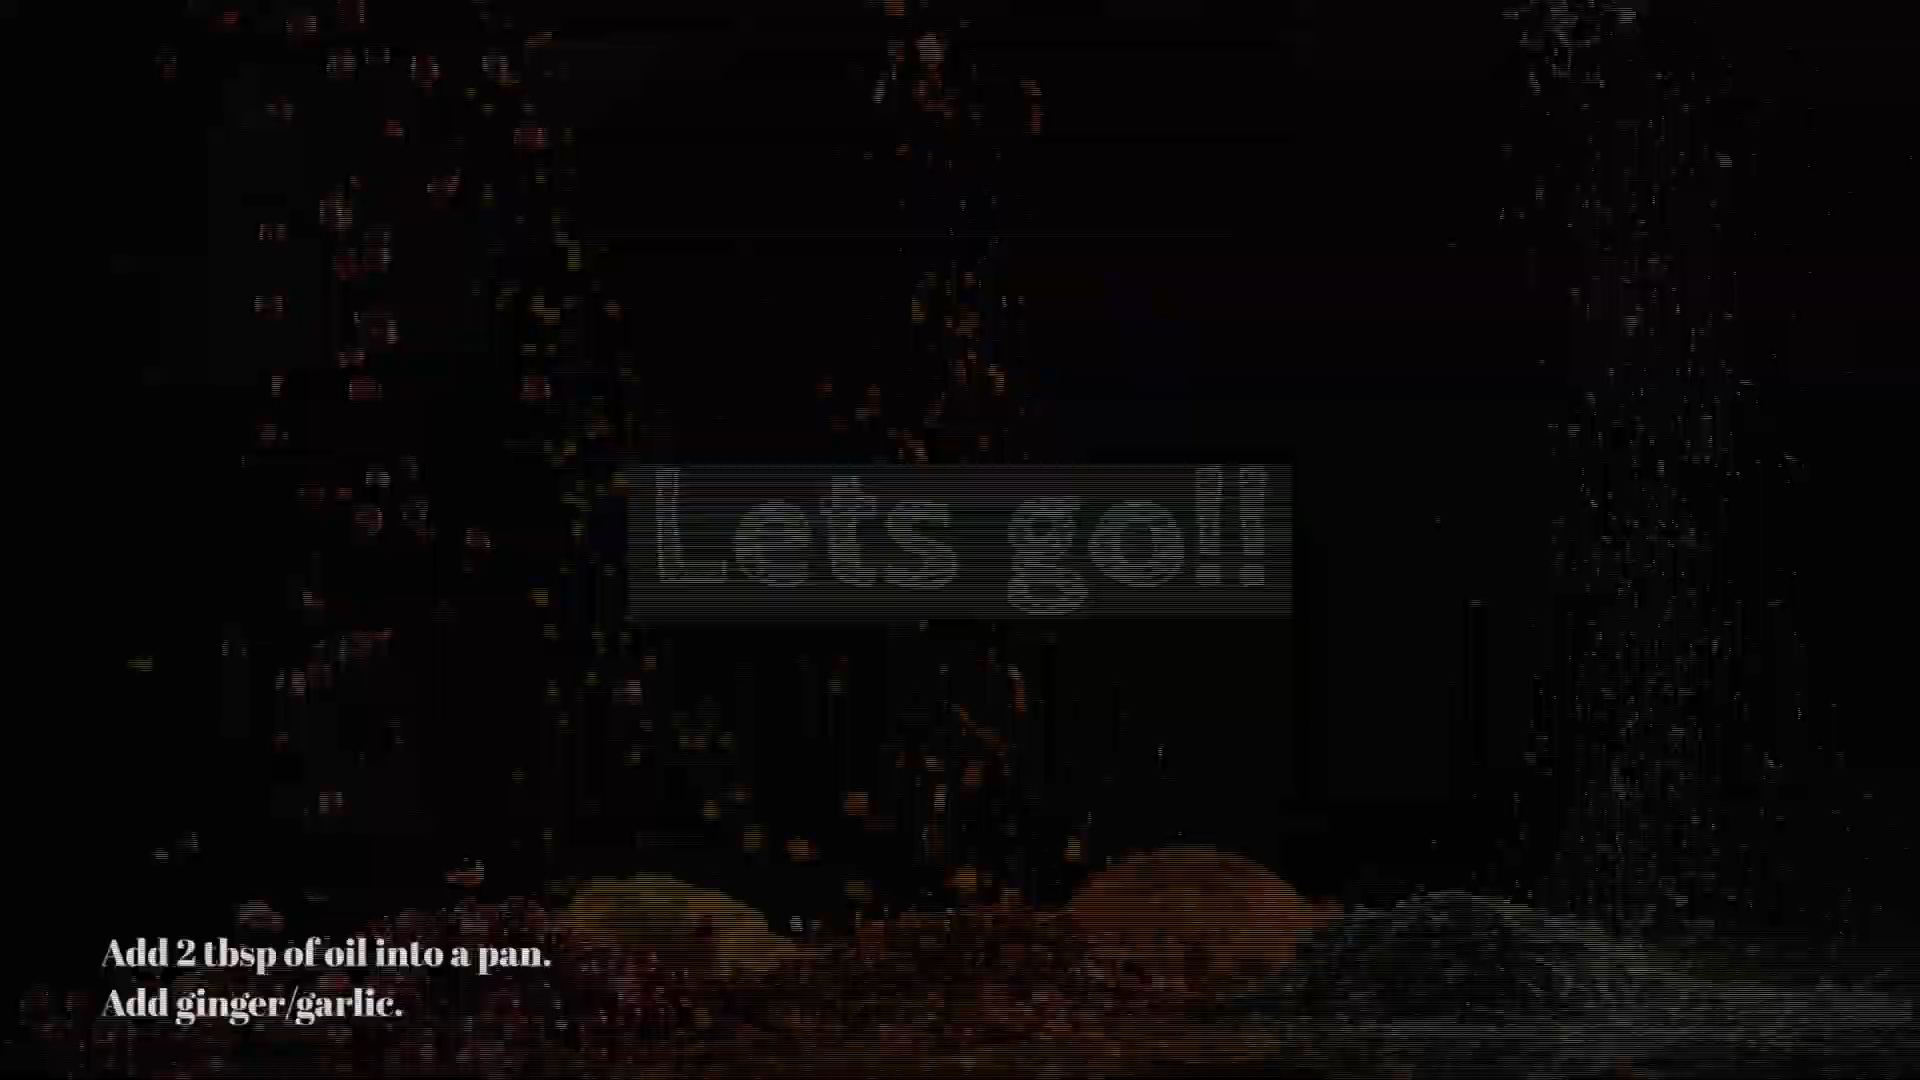 Lets go!!
Add 2 tbsp of oil into a pan.
Add ginger/garlic.